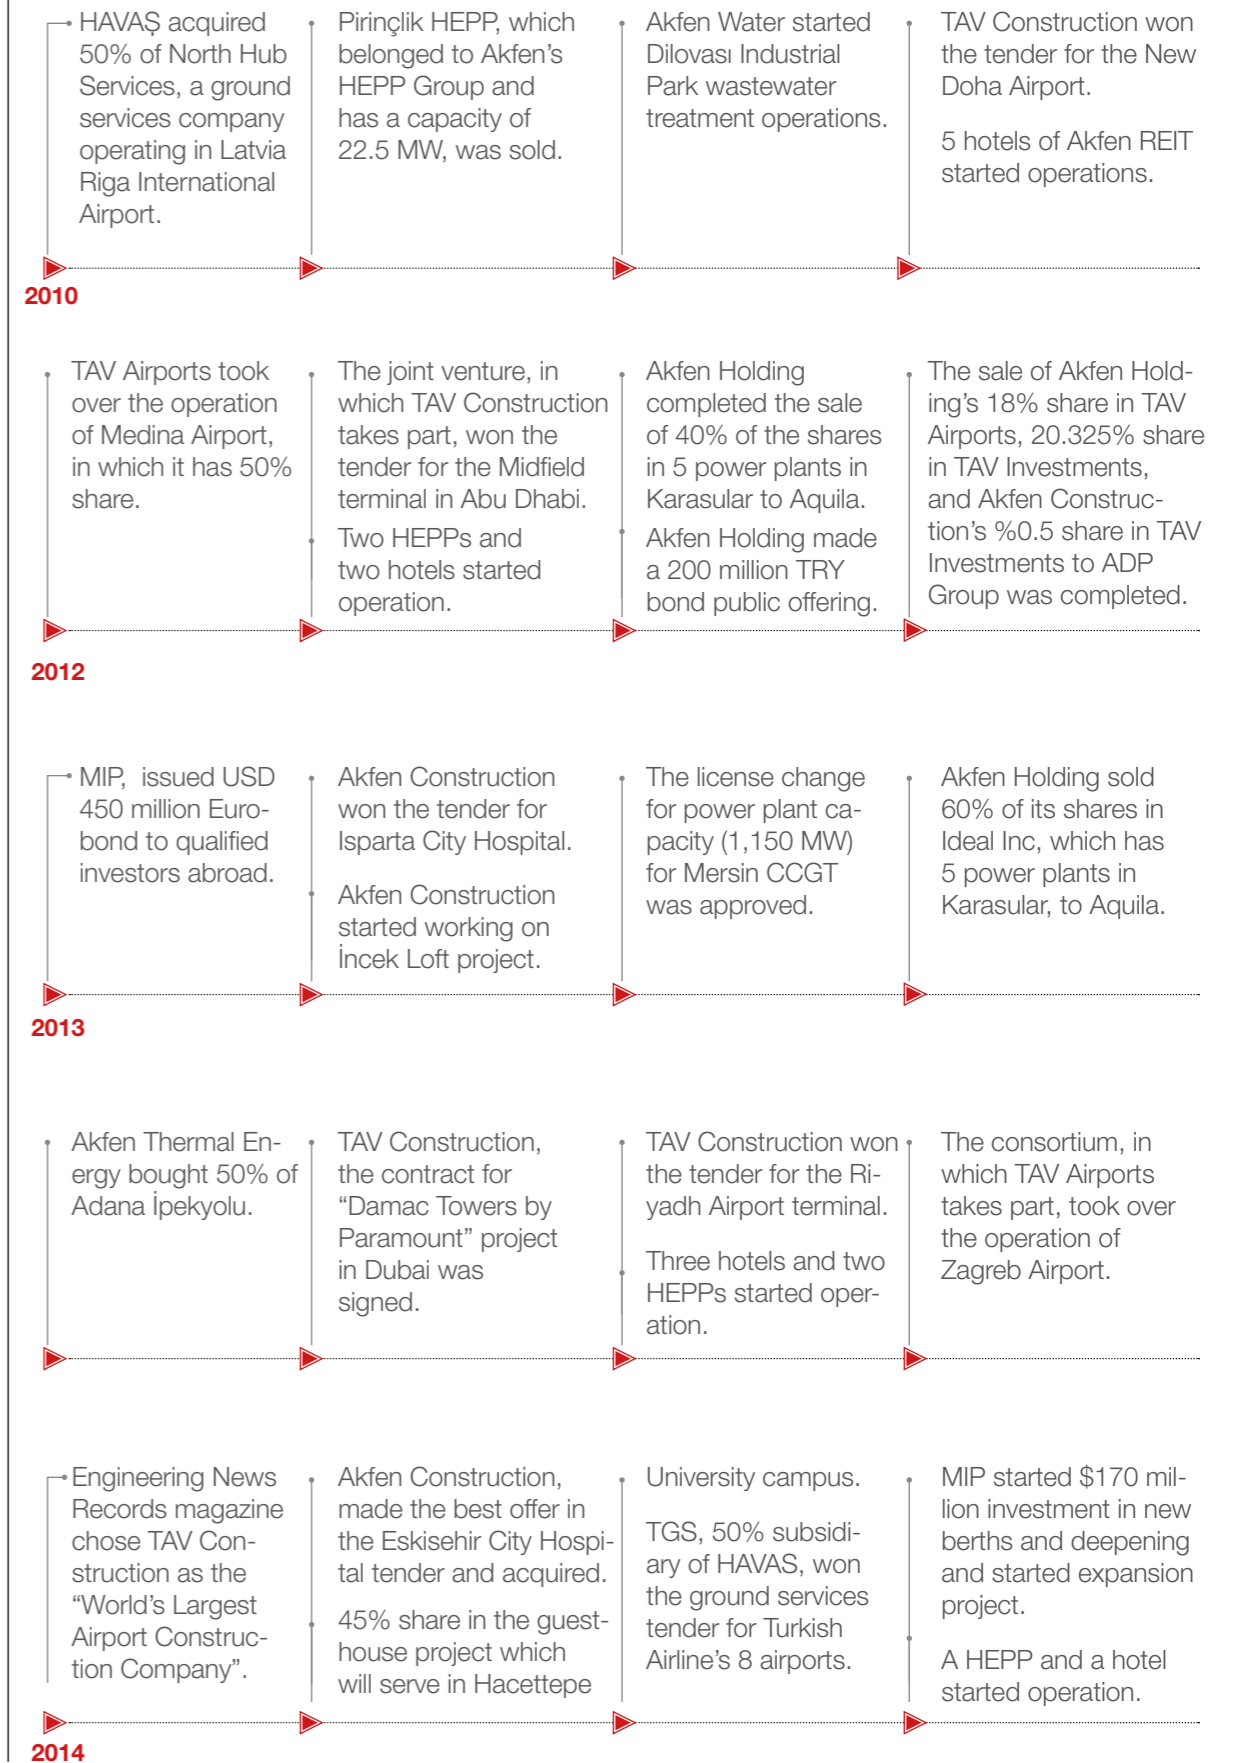 HAVAŞ acquired
50% of North Hub
Services, a ground
services company
operating in Latvia
Riga International
Airport.
Pirinçlik HEPP, which
belonged to Akfen's
HEPP Group and
has a capacity of
22.5 MW, was sold.
Akfen Water started
Dilovası Industrial
Park wastewater
treatment operations.
TAV Construction won
the tender for the New
Doha Airport.
5 hotels of Akfen REIT
started operations.
2010
TAV Airports took
over the operation
of Medina Airport,
in which it has 50%
share.
The joint venture, in
which TAV Construction
takes part, won the
tender for the Midfield
terminal in Abu Dhabi.
Two HEPPs and
two hotels started
operation.
Akfen Holding
completed the sale
of 40% of the shares
in 5 power plants in
Karasular to Aquila.
Akfen Holding made
a 200 million TRY
bond public offering.
The sale of Akfen Hold-
ing's 18% share in TAV
Airports, 20.325% share
in TAV Investments,
and Akfen Construc-
tion's %0.5 share in TAV
Investments to ADP
Group was completed.
2012
MIP, issued USD
450 million Euro-
bond to qualified
investors abroad.
Akfen Construction
won the tender for
Isparta City Hospital.
Akfen Construction
started working on
İncek Loft project.
The license change
for power plant ca-
pacity (1,150 MW)
for Mersin CCGT
was approved.
Akfen Holding sold
60% of its shares in
Ideal Inc, which has
5 power plants in
Karasular, to Aquila.
2013
Akfen Thermal En-
ergy bought 50% of
Adana İpekyolu.
TAV Construction,
the contract for
“Damac Towers by
Paramount” project
in Dubai was
signed.
TAV Construction won
the tender for the Ri-
yadh Airport terminal.
Three hotels and two
HEPPs started oper-
ation.
The consortium, in
which TAV Airports
takes part, took over
the operation of
Zagreb Airport.
Engineering News
Records magazine
chose TAV Con-
struction as the
“World's Largest
Airport Construc-
tion Company”.
Akfen Construction,
made the best offer in
the Eskisehir City Hospi-
tal tender and acquired.
45% share in the guest-
house project which
will serve in Hacettepe
University campus.
TGS, 50% subsidi-
ary of HAVAS, won
the ground services
tender for Turkish
Airline's 8 airports.
MIP started $170 mil-
lion investment in new
berths and deepening
and started expansion
project.
A HEPP and a hotel
started operation.
2014